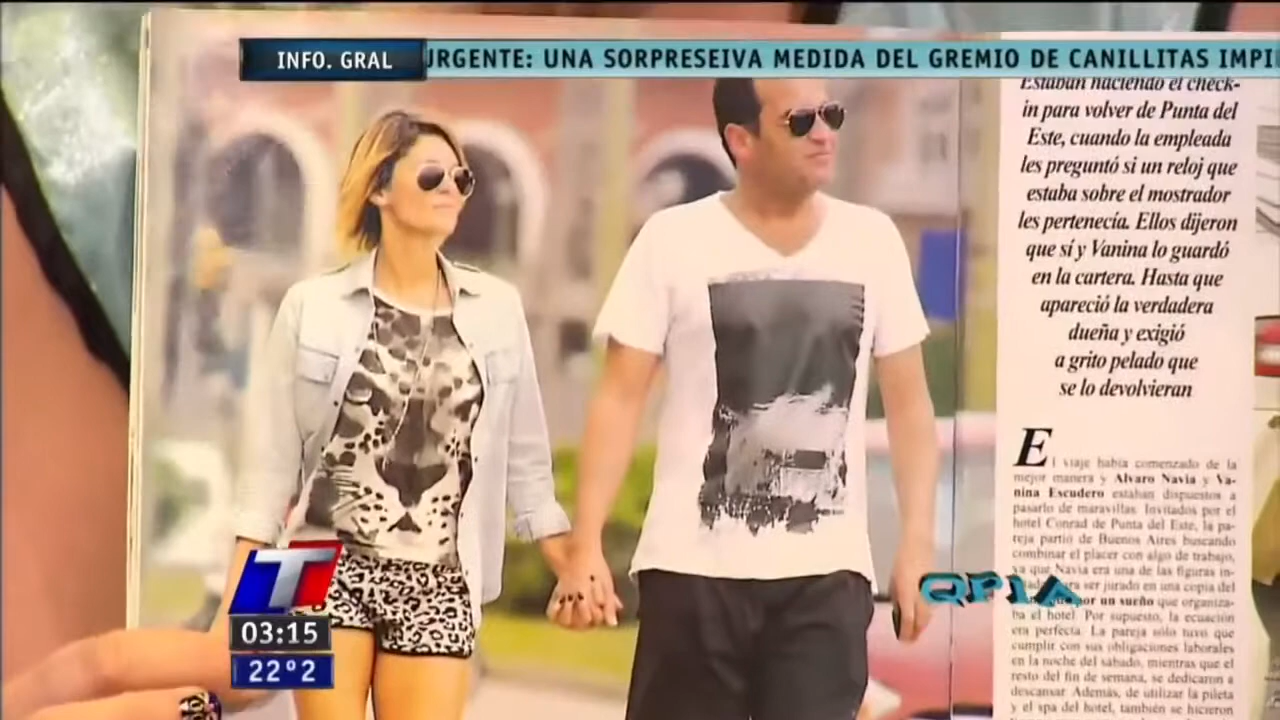 INFO. GRAL
URGENTE: UNA SORPRESEIVA MEDIDA DEL GREMIO DE CANILLITAS IMPI
Estaban haciendo el check-
in para volver de Punta del
Este, cuando la empleada
les preguntó si un reloj que
estaba sobre el mostrador
les pertenecía. Ellos dijeron
que sí y Vanina lo guardó
en la cartera. Hasta que
apareció la verdadera
dueña y exigió
a grito pelado que
se lo devolvieran
El viaje había comenzado de la
mejor manera y Alvaro Navia y Va-
nina Escudero estaban dispuestos a
pasarlo de maravillas. Invitados por el
hotel Conrad de Punta del Este, la pa-
reja partió de Buenos Aires buscando
combinar el placer con algo de trabajo,
ya que Navia era una de las figuras in-
para ser jurado en una copia del
por un sueño que organiza-
ba el hotel. Por supuesto, la ecuación
era perfecta. La pareja sólo tuvo que
cumplir con sus obligaciones laborales
en la noche del sábado, mientras que el
resto del fin de semana, se dedicaron a
descansar. Además, de utilizar la pileta
y el spa del hotel, también se hicieron
QP1A
T
03:15
22º2